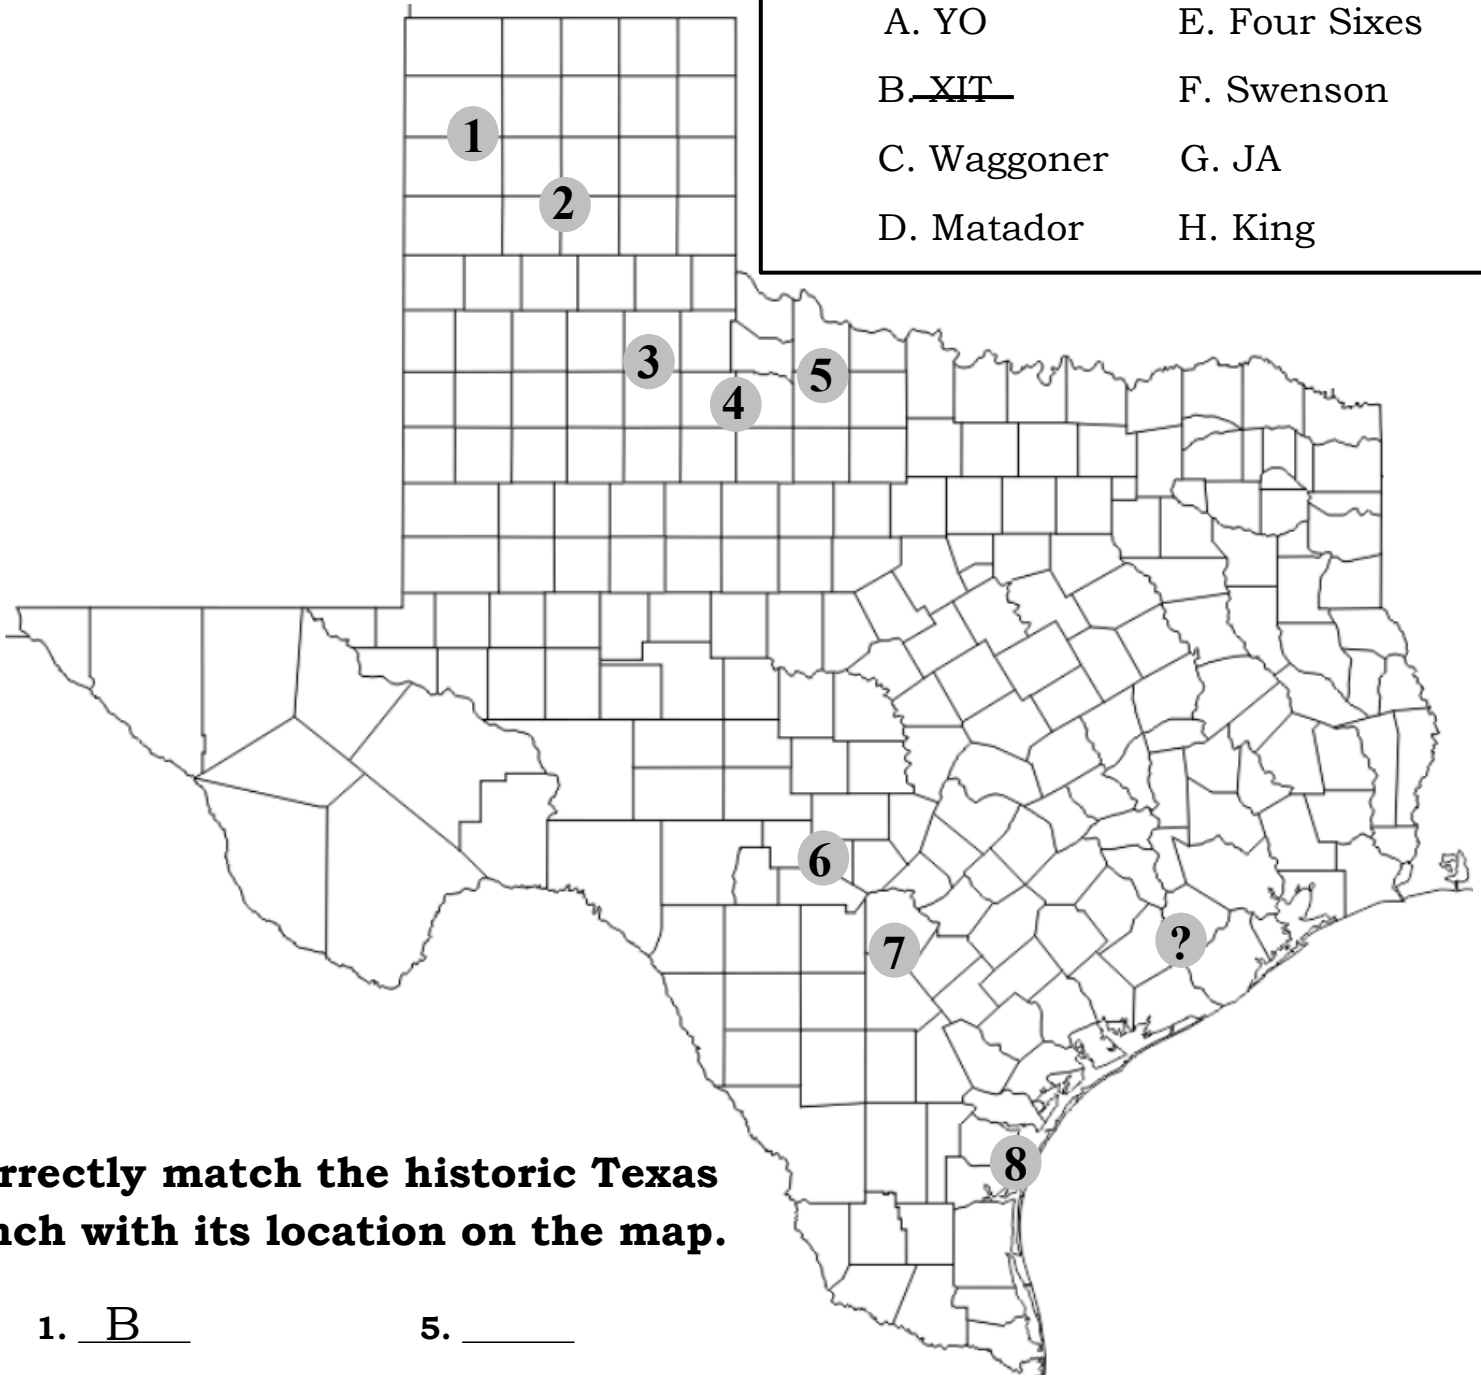 A. YO E. Four Sixes
B. XIT F. Swenson
C. Waggoner G. JA
D. Matador H. King
1
2
3
5
4
6
7
?
8
rrectly match the historic Texas
nch with its location on the map.
1. B 5. ______